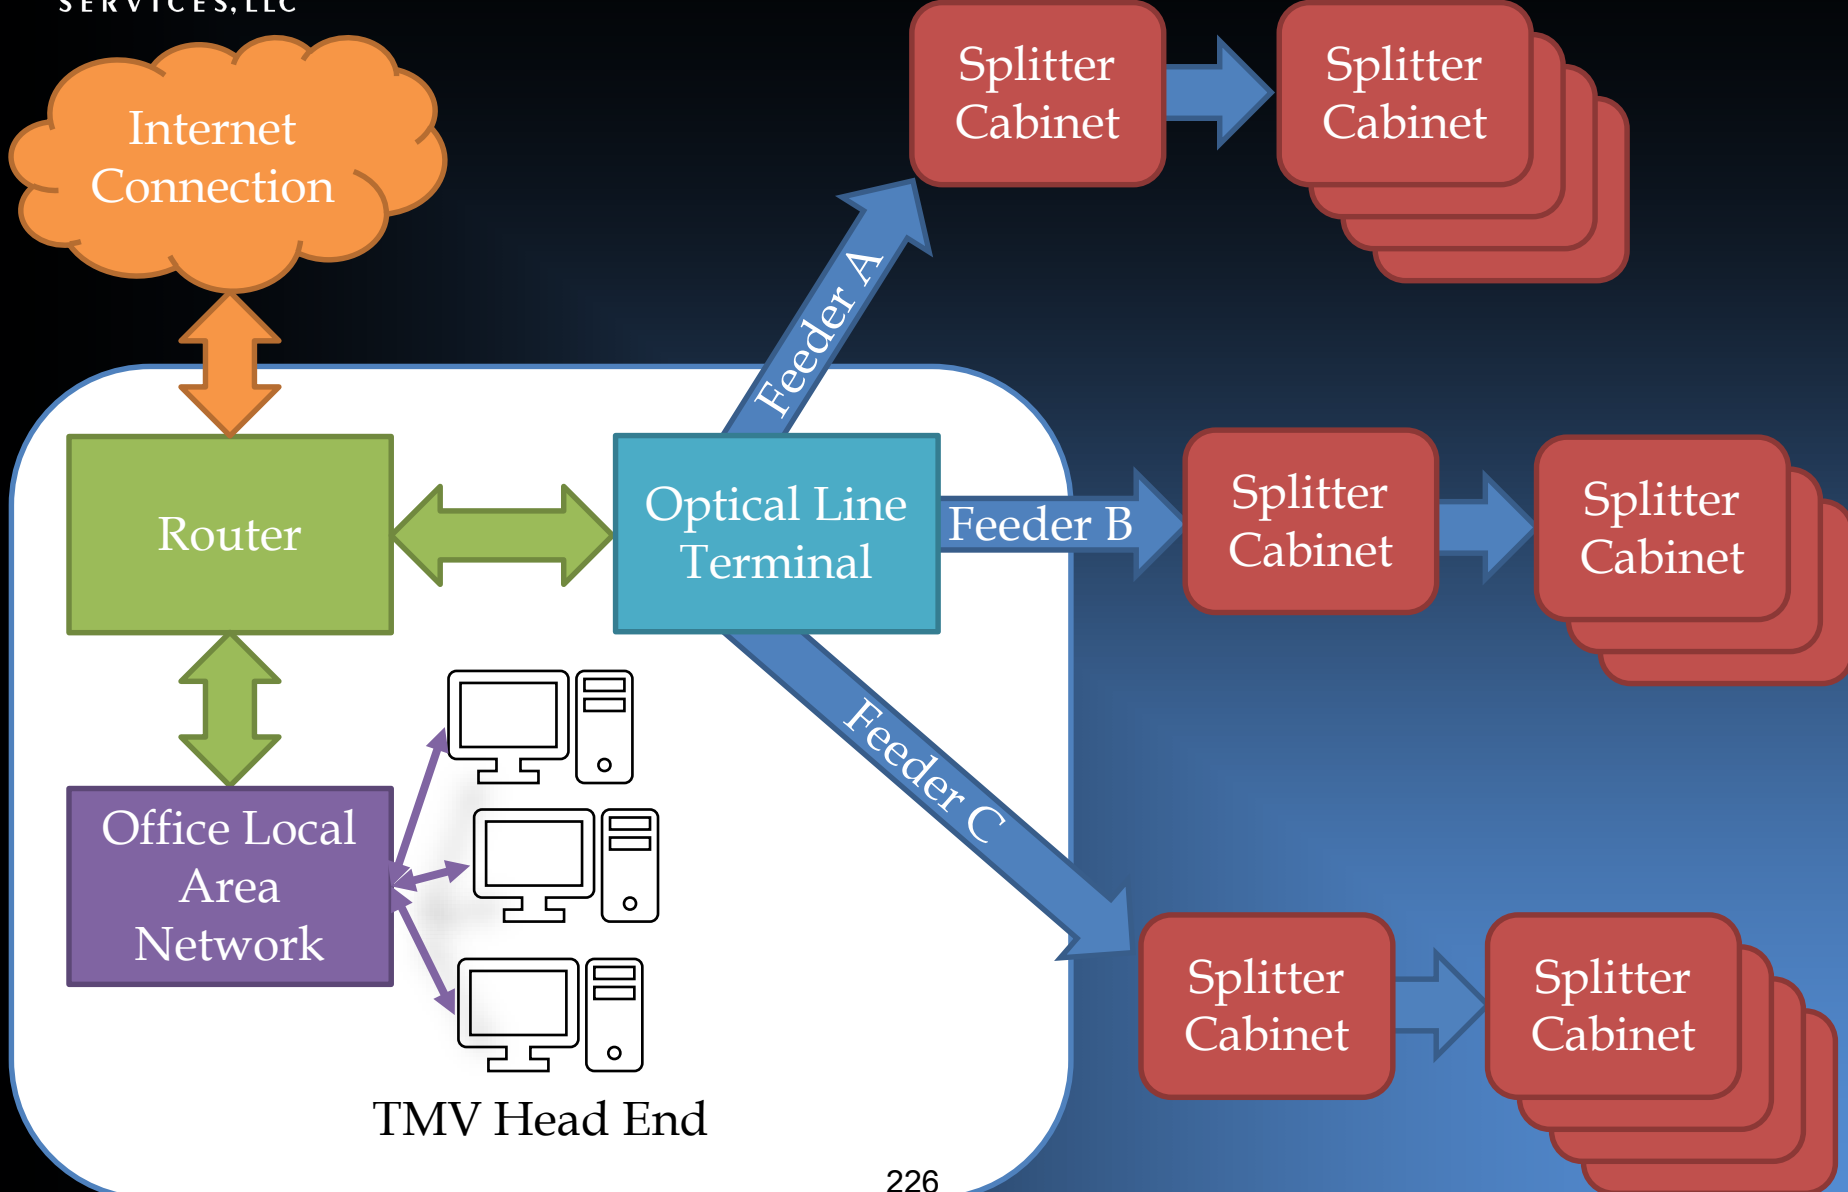 SERVICES, LLC
Internet
Connection
Splitter
Cabinet
Splitter
Cabinet
Feeder A
Router
Optical Line
Terminal
Feeder B
Splitter
Cabinet
Splitter
Cabinet
Feeder C
Office Local
Area
Network
Splitter
Cabinet
Splitter
Cabinet
TMV Head End
226